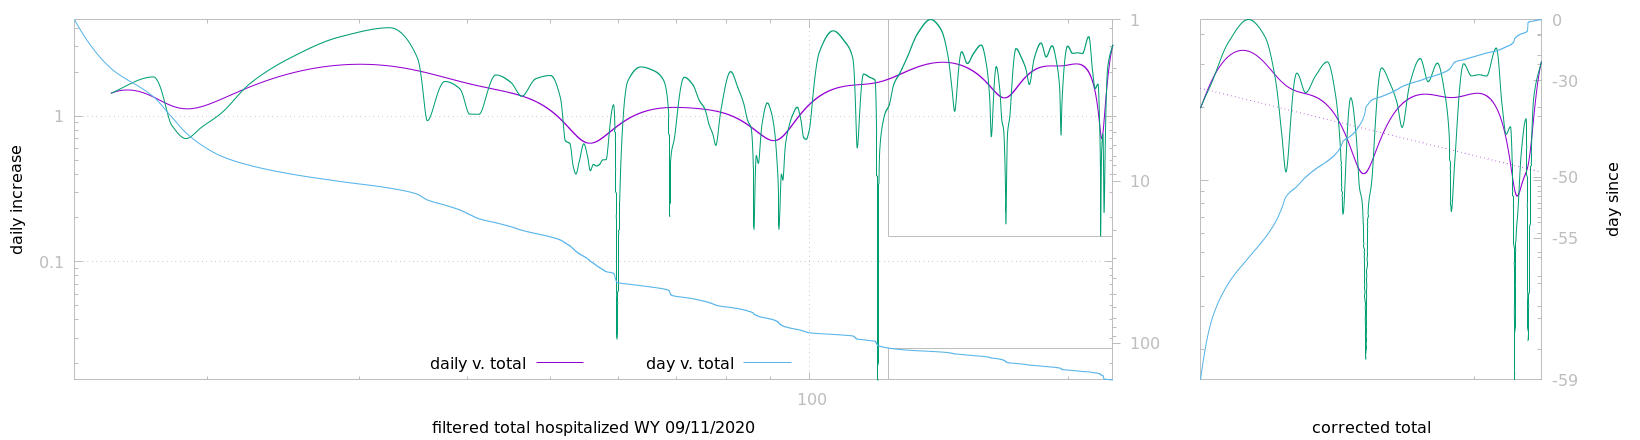 daily increase
1
0.1
daily v. total
day v. total
100
filtered total hospitalized WY 09/11/2020
1
10
100
0
-30
-50
-55
-59
day since
corrected total